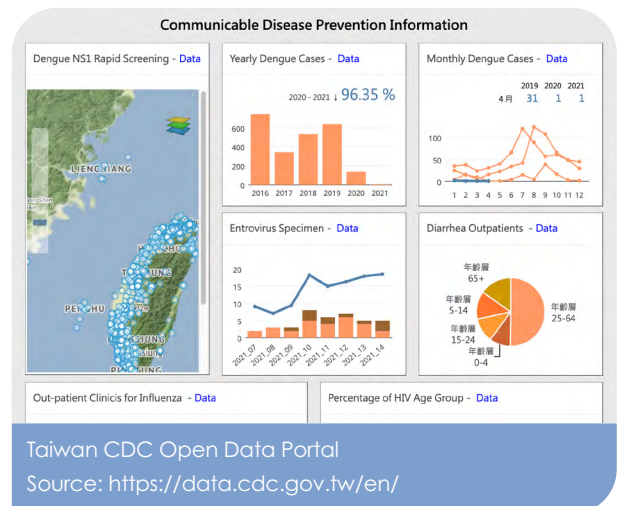 Communicable Disease Prevention Information
Dengue NS1 Rapid Screening - Data
LIENCHIANG
PENGHU
Yearly Dengue Cases - Data
2020 - 2021 ↓ 96.35 %
600
400
200
0
2016 2017 2018 2019 2020 2021
Monthly Dengue Cases - Data
2019 2020 2021
4月 31 1 1
100
50
0
1 2 3 4 5 6 7 8 9 10 11 12
Entrovirus Specimen - Data
20
15
10
5
0
2021_07 2021_08 2021_09 2021_10 2021_11 2021_12 2021_13 2021_14
Diarrhea Outpatients - Data
年齡層
65+
年齡層
5-14
年齡層
15-24
年齡層
0-4
年齡層
25-64
Out-patient Clinicis for Influenza - Data
Percentage of HIV Age Group - Data
Taiwan CDC Open Data Portal
Source: https://data.cdc.gov.tw/en/